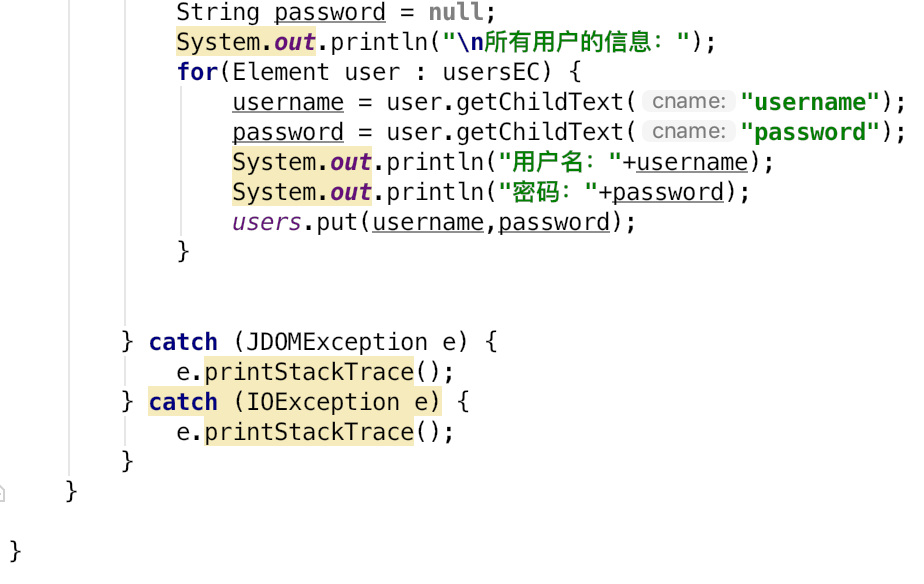 String password = null;
System.out.println("\n所有用户的信息：");
for(Element user : usersEC) {
username = user.getChildText( cname: "username");
password = user.getChildText( cname: "password");
System.out.println("用户名："+username);
System.out.println("密码："+password);
users.put(username,password);
}
} catch (JDOMException e) {
e.printStackTrace();
} catch (IOException e) {
e.printStackTrace();
}
}
}